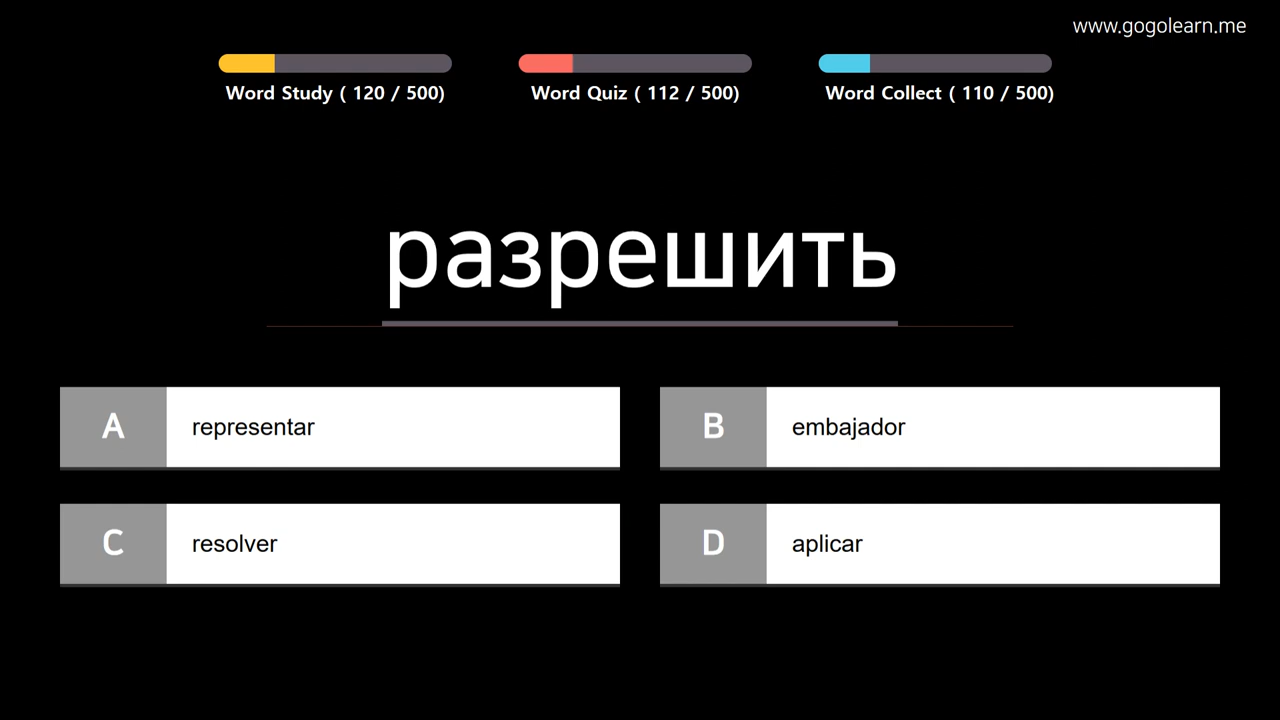 www.gogolearn.me
Word Study ( 120 / 500)
Word Quiz ( 112 / 500)
Word Collect ( 110 / 500)
разрешить
A representar
B embajador
C resolver
D aplicar